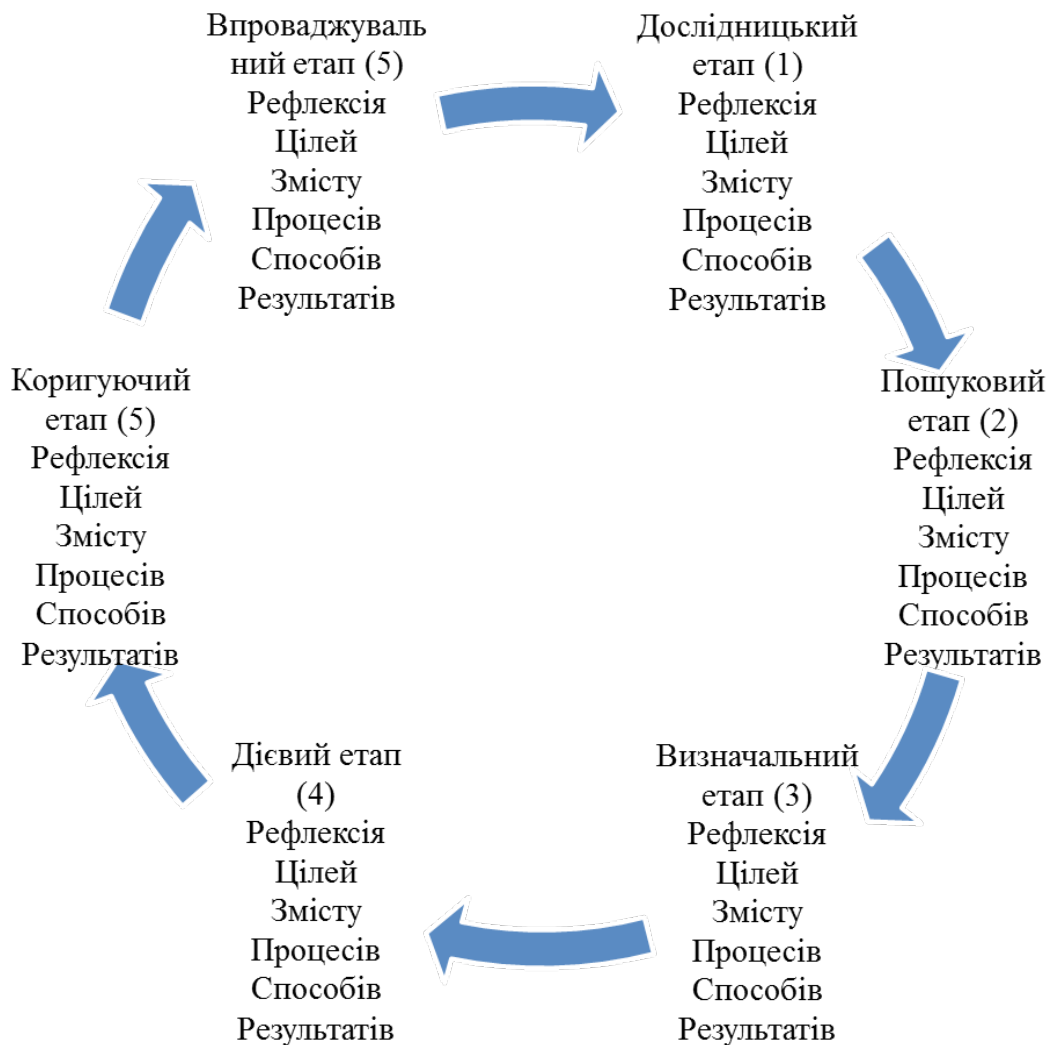 Впроваджуваль
ний етап (5)
Рефлексія
Цілей
Змісту
Процесів
Способів
Результатів
Дослідницький
етап (1)
Рефлексія
Цілей
Змісту
Процесів
Способів
Результатів
Пошуковий
етап (2)
Рефлексія
Цілей
Змісту
Процесів
Способів
Результатів
Визначальний
етап (3)
Рефлексія
Цілей
Змісту
Процесів
Способів
Результатів
Дієвий етап
(4)
Рефлексія
Цілей
Змісту
Процесів
Способів
Результатів
Коригуючий
етап (5)
Рефлексія
Цілей
Змісту
Процесів
Способів
Результатів